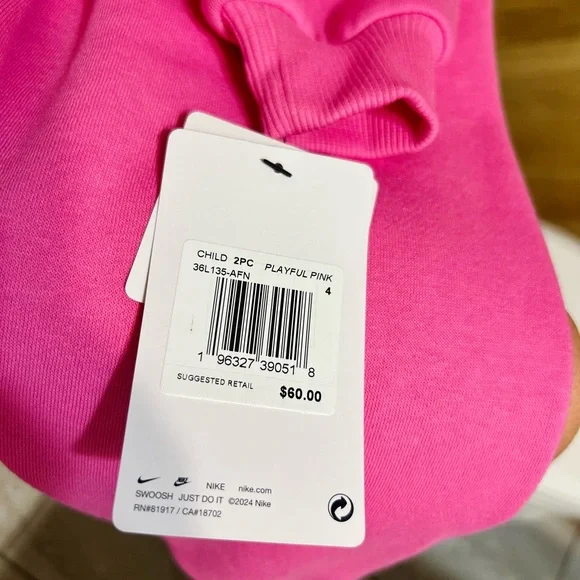 CHILD 2PC PLAYFUL PINK
36L135-AFN 4
1 96327 39051 8
SUGGESTED RETAIL $60.00
NIKE nike.com
SWOOSH JUST DO IT ©2024 Nike
RN#81917 / CA#16702